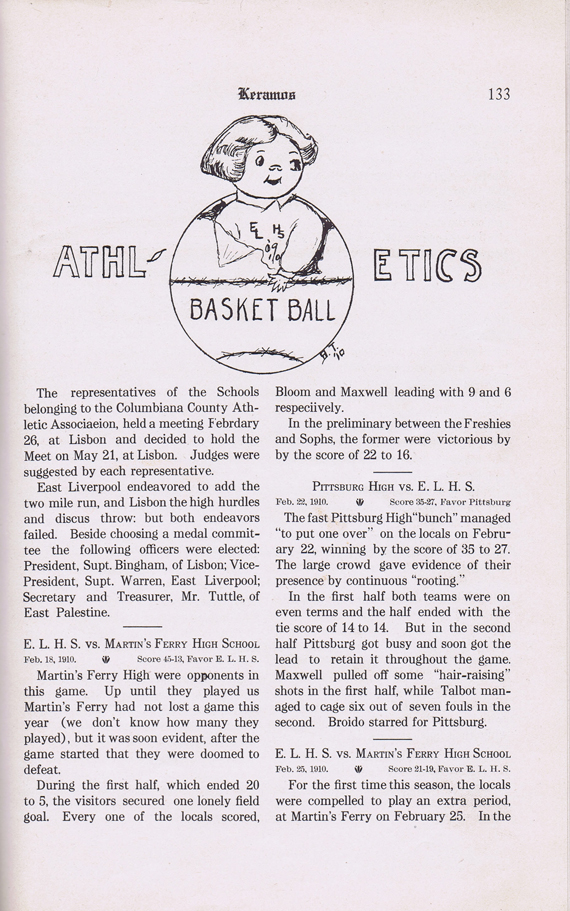 Keramos
133
ATHL-
ETICS
E H
L S
'09
'10
BASKET BALL
A.T.
'10
The representatives of the Schools
belonging to the Columbiana County Ath-
letic Associaeion, held a meeting Febrdary
26, at Lisbon and decided to hold the
Meet on May 21, at Lisbon. Judges were
suggested by each representative.
East Liverpool endeavored to add the
two mile run, and Lisbon the high hurdles
and discus throw: but both endeavors
failed. Beside choosing a medal commit-
tee the following officers were elected:
President, Supt. Bingham, of Lisbon; Vice-
President, Supt. Warren, East Liverpool;
Secretary and Treasurer, Mr. Tuttle, of
East Palestine.
E. L. H. S. vs. Martin's Ferry High School
Feb. 18, 1910. Score 45-13, Favor E. L. H. S.
Martin's Ferry High were opponents in
this game. Up until they played us
Martin's Ferry had not lost a game this
year (we don't know how many they
played), but it was soon evident, after the
game started that they were doomed to
defeat.
During the first half, which ended 20
to 5, the visitors secured one lonely field
goal. Every one of the locals scored,
Bloom and Maxwell leading with 9 and 6
respeciively.
In the preliminary between the Freshies
and Sophs, the former were victorious by
by the score of 22 to 16.
Pittsburg High vs. E. L. H. S.
Feb. 22, 1910. Score 35-27, Favor Pittsburg
The fast Pittsburg High "bunch" managed
"to put one over" on the locals on Febru-
ary 22, winning by the score of 35 to 27.
The large crowd gave evidence of their
presence by continuous "rooting."
In the first half both teams were on
even terms and the half ended with the
tie score of 14 to 14. But in the second
half Pittsburg got busy and soon got the
lead to retain it throughout the game.
Maxwell pulled off some "hair-raising"
shots in the first half, while Talbot man-
aged to cage six out of seven fouls in the
second. Broido starred for Pittsburg.
E. L. H. S. vs. Martin's Ferry High School
Feb. 25, 1910. Score 21-19, Favor E. L. H. S.
For the first time this season, the locals
were compelled to play an extra period,
at Martin's Ferry on February 25. In the